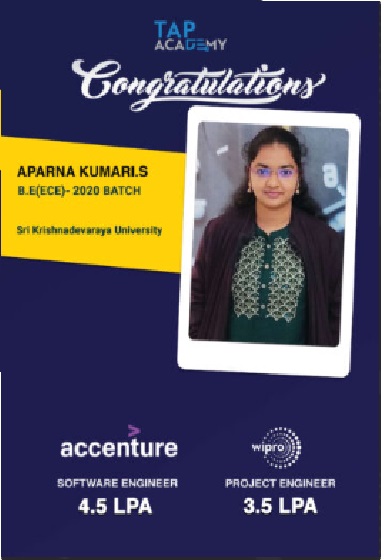 TAP
ACADEMY
Congratulations
APARNA KUMARI.S
B.E(ECE)- 2020 BATCH
Sri Krishnadevaraya University
accenture
SOFTWARE ENGINEER
4.5 LPA
wipro
PROJECT ENGINEER
3.5 LPA